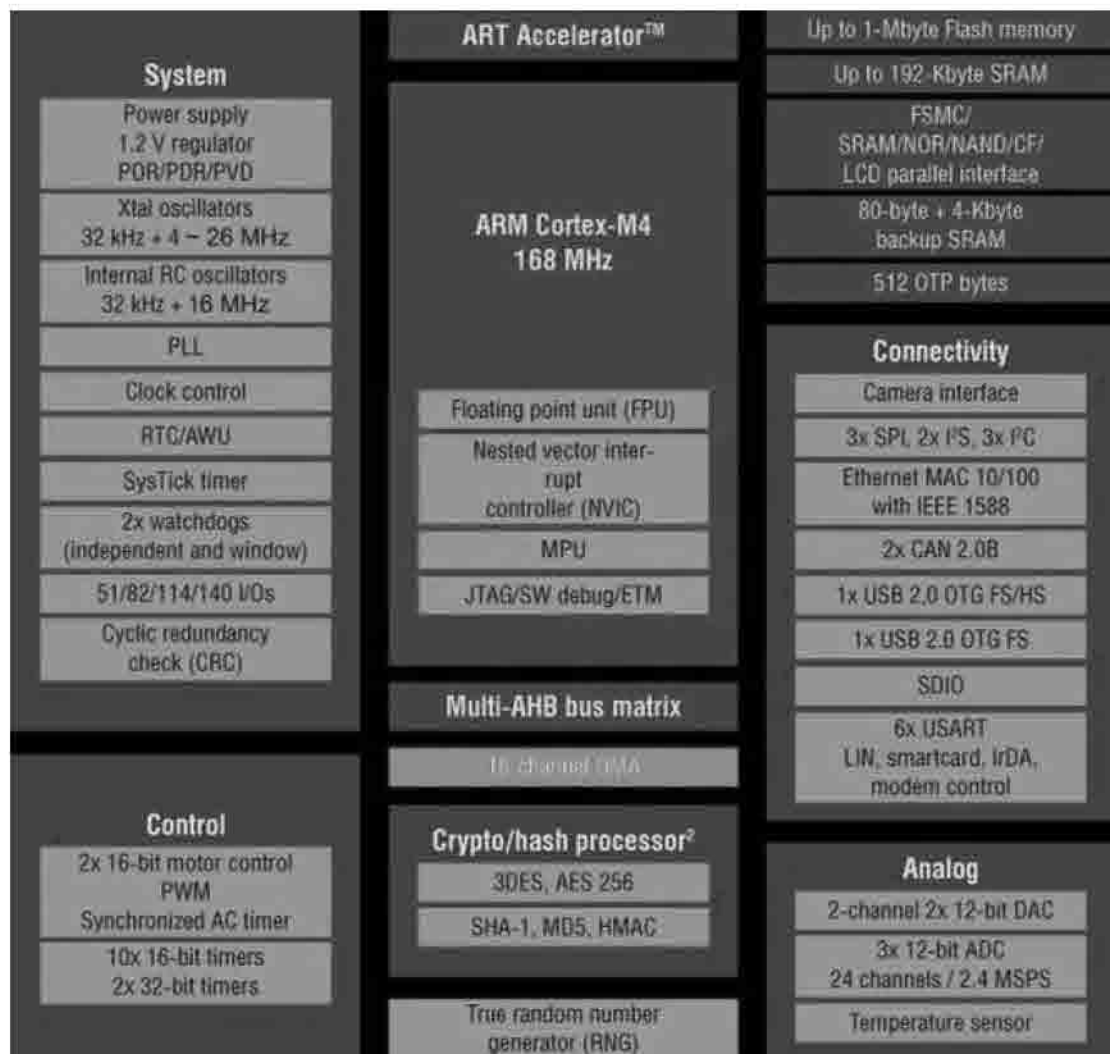 System
Power supply
1.2 V regulator
POR/PDR/PVD
Xtal oscillators
32 kHz + 4 ~ 26 MHz
Internal RC oscillators
32 kHz + 16 MHz
PLL
Clock control
RTC/AWU
SysTick timer
2x watchdogs
(independent and window)
51/82/114/140 I/Os
Cyclic redundancy
check (CRC)
Control
2x 16-bit motor control
PWM
Synchronized AC timer
10x 16-bit timers
2x 32-bit timers
ART Accelerator™
ARM Cortex-M4
168 MHz
Floating point unit (FPU)
Nested vector inter-
rupt
controller (NVIC)
MPU
JTAG/SW debug/ETM
Multi-AHB bus matrix
16-channel DMA
Crypto/hash processor²
3DES, AES 256
SHA-1, MD5, HMAC
True random number
generator (RNG)
Up to 1-Mbyte Flash memory
Up to 192-Kbyte SRAM
FSMC/
SRAM/NOR/NAND/CF/
LCD parallel interface
80-byte + 4-Kbyte
backup SRAM
512 OTP bytes
Connectivity
Camera interface
3x SPI, 2x I²S, 3x I²C
Ethernet MAC 10/100
with IEEE 1588
2x CAN 2.0B
1x USB 2.0 OTG FS/HS
1x USB 2.0 OTG FS
SDIO
6x USART
LIN, smartcard, IrDA,
modem control
Analog
2-channel 2x 12-bit DAC
3x 12-bit ADC
24 channels / 2.4 MSPS
Temperature sensor